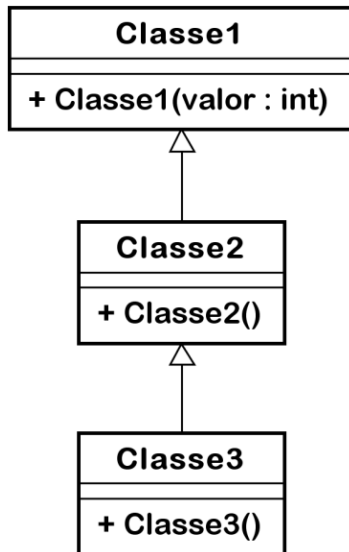 Classe1
+ Classe1(valor : int)
Classe2
+ Classe2()
Classe3
+ Classe3()